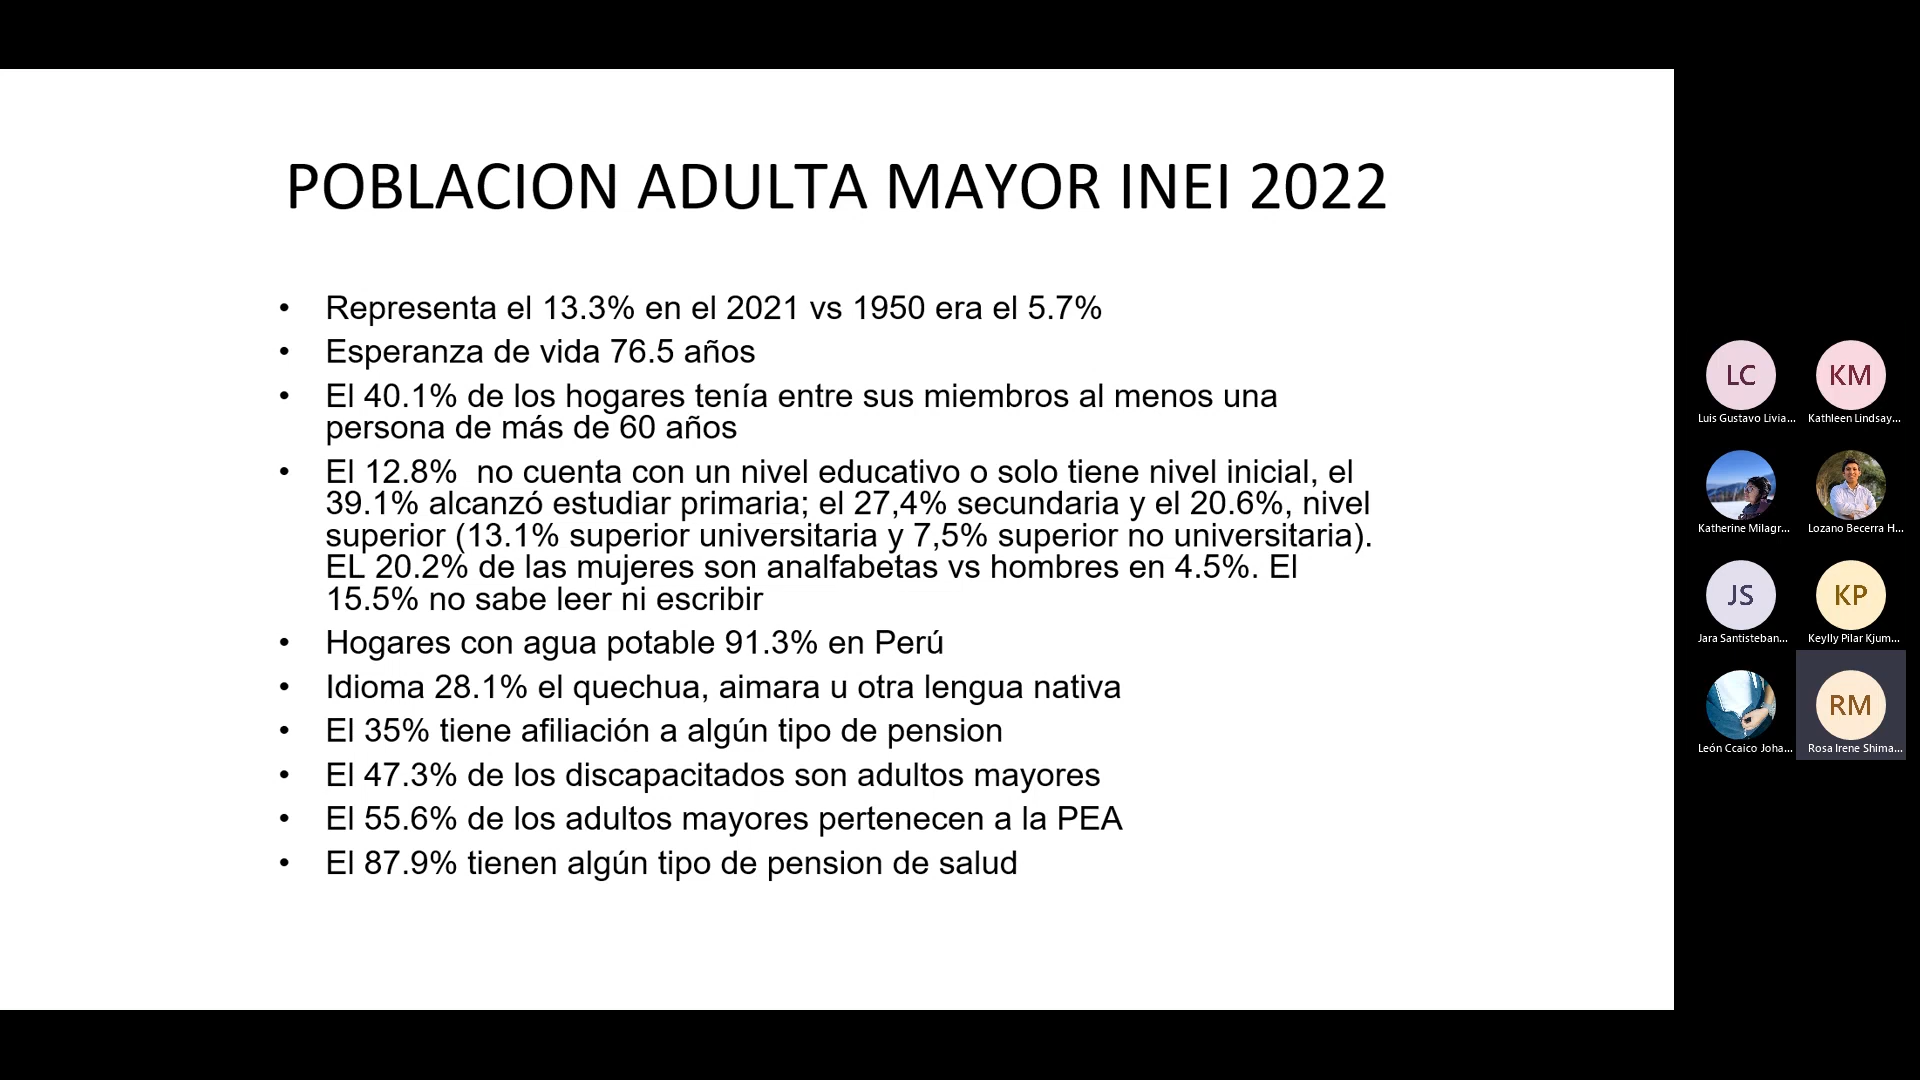 POBLACION ADULTA MAYOR INEI 2022
• Representa el 13.3% en el 2021 vs 1950 era el 5.7%
• Esperanza de vida 76.5 años
• El 40.1% de los hogares tenía entre sus miembros al menos una
persona de más de 60 años
• El 12.8%  no cuenta con un nivel educativo o solo tiene nivel inicial, el
39.1% alcanzó estudiar primaria; el 27,4% secundaria y el 20.6%, nivel
superior (13.1% superior universitaria y 7,5% superior no universitaria).
EL 20.2% de las mujeres son analfabetas vs hombres en 4.5%. El
15.5% no sabe leer ni escribir
• Hogares con agua potable 91.3% en Perú
• Idioma 28.1% el quechua, aimara u otra lengua nativa
• El 35% tiene afiliación a algún tipo de pension
• El 47.3% de los discapacitados son adultos mayores
• El 55.6% de los adultos mayores pertenecen a la PEA
• El 87.9% tienen algún tipo de pension de salud
LC KM
Luis Gustavo Livia... Kathleen Lindsay...
Katherine Milagr... Lozano Becerra H...
JS KP
Jara Santisteban... Keylly Pilar Kjum...
RM
León Ccaico Joha... Rosa Irene Shima...